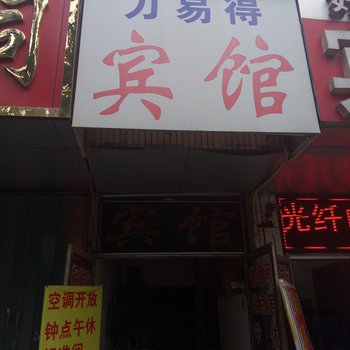 万易得
宾馆
宾馆
光纤
空调开放
钟点午休